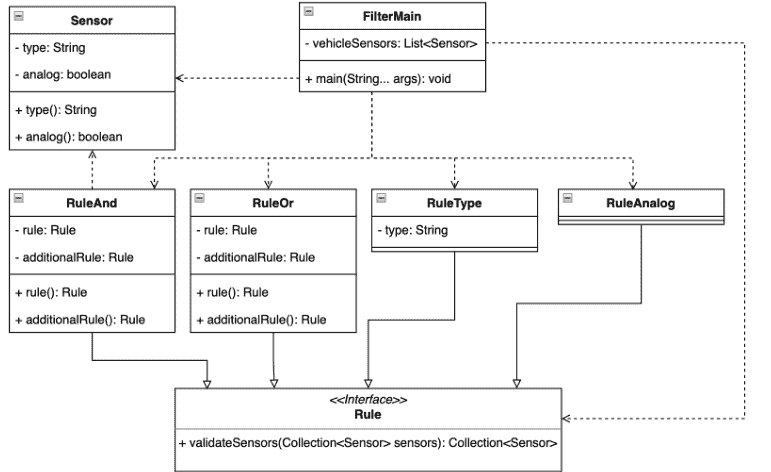 Sensor
- type: String
- analog: boolean
+ type(): String
+ analog(): boolean
FilterMain
- vehicleSensors: List<Sensor>
+ main(String... args): void
RuleAnd
- rule: Rule
- additionalRule: Rule
+ rule(): Rule
+ additionalRule(): Rule
RuleOr
- rule: Rule
- additionalRule: Rule
+ rule(): Rule
+ additionalRule(): Rule
RuleType
- type: String
RuleAnalog
<<Interface>>
Rule
+ validateSensors(Collection<Sensor> sensors): Collection<Sensor>